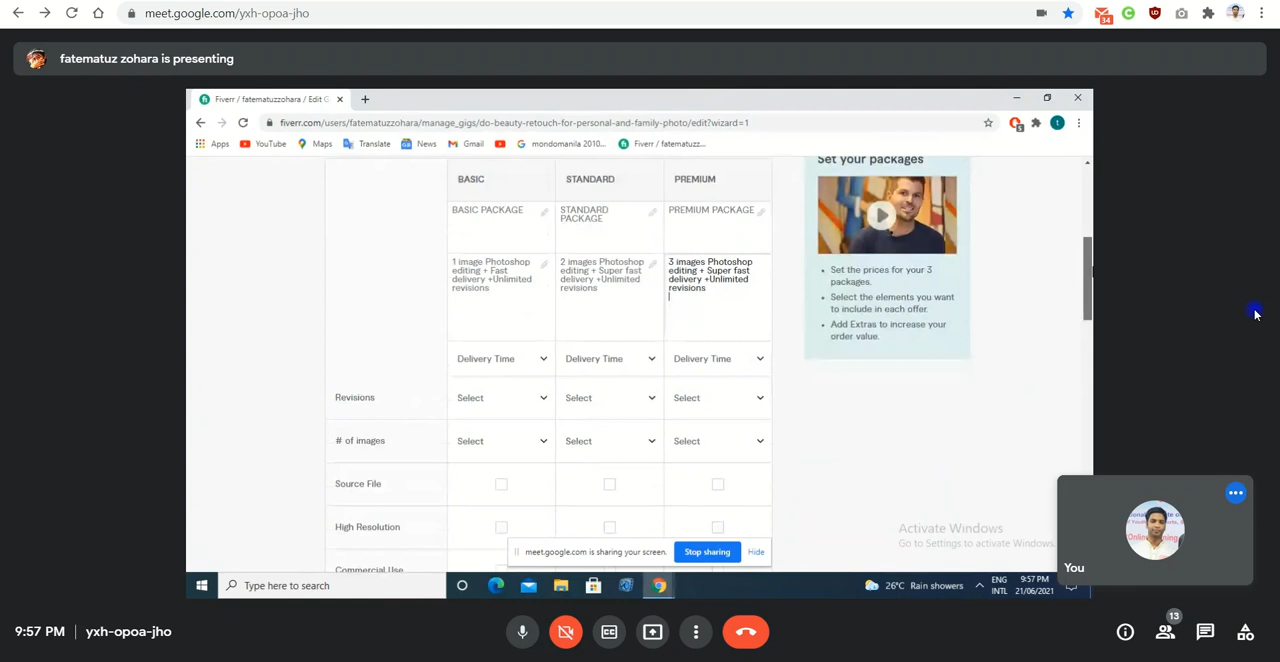 meet.google.com/yxh-opoa-jho
34
fatematuz zohara is presenting
Fiverr / fatematuzzohara / Edit G
fiverr.com/users/fatematuzzohara/manage_gigs/do-beauty-retouch-for-personal-and-family-photo/edit?wizard=1
5
t
Apps YouTube Maps Translate News Gmail mondomanila 2010... Fiverr / fatematuzz...
BASIC STANDARD PREMIUM
BASIC PACKAGE
STANDARD
PACKAGE
PREMIUM PACKAGE
1 image Photoshop
editing + Fast
delivery +Unlimited
revisions
2 images Photoshop
editing + Super fast
delivery +Unlimited
revisions
3 images Photoshop
editing + Super fast
delivery +Unlimited
revisions
Delivery Time Delivery Time Delivery Time
Revisions Select Select Select
# of images Select Select Select
Source File
High Resolution
Commercial Use
Set your packages
Set the prices for your 3
packages.
Select the elements you want
to include in each offer.
Add Extras to increase your
order value.
Activate Windows
Go to Settings to activate Windows.
meet.google.com is sharing your screen. Stop sharing Hide
Online
You
Type here to search
26°C Rain showers
ENG
INTL
9:57 PM
21/06/2021
9:57 PM | yxh-opoa-jho
13